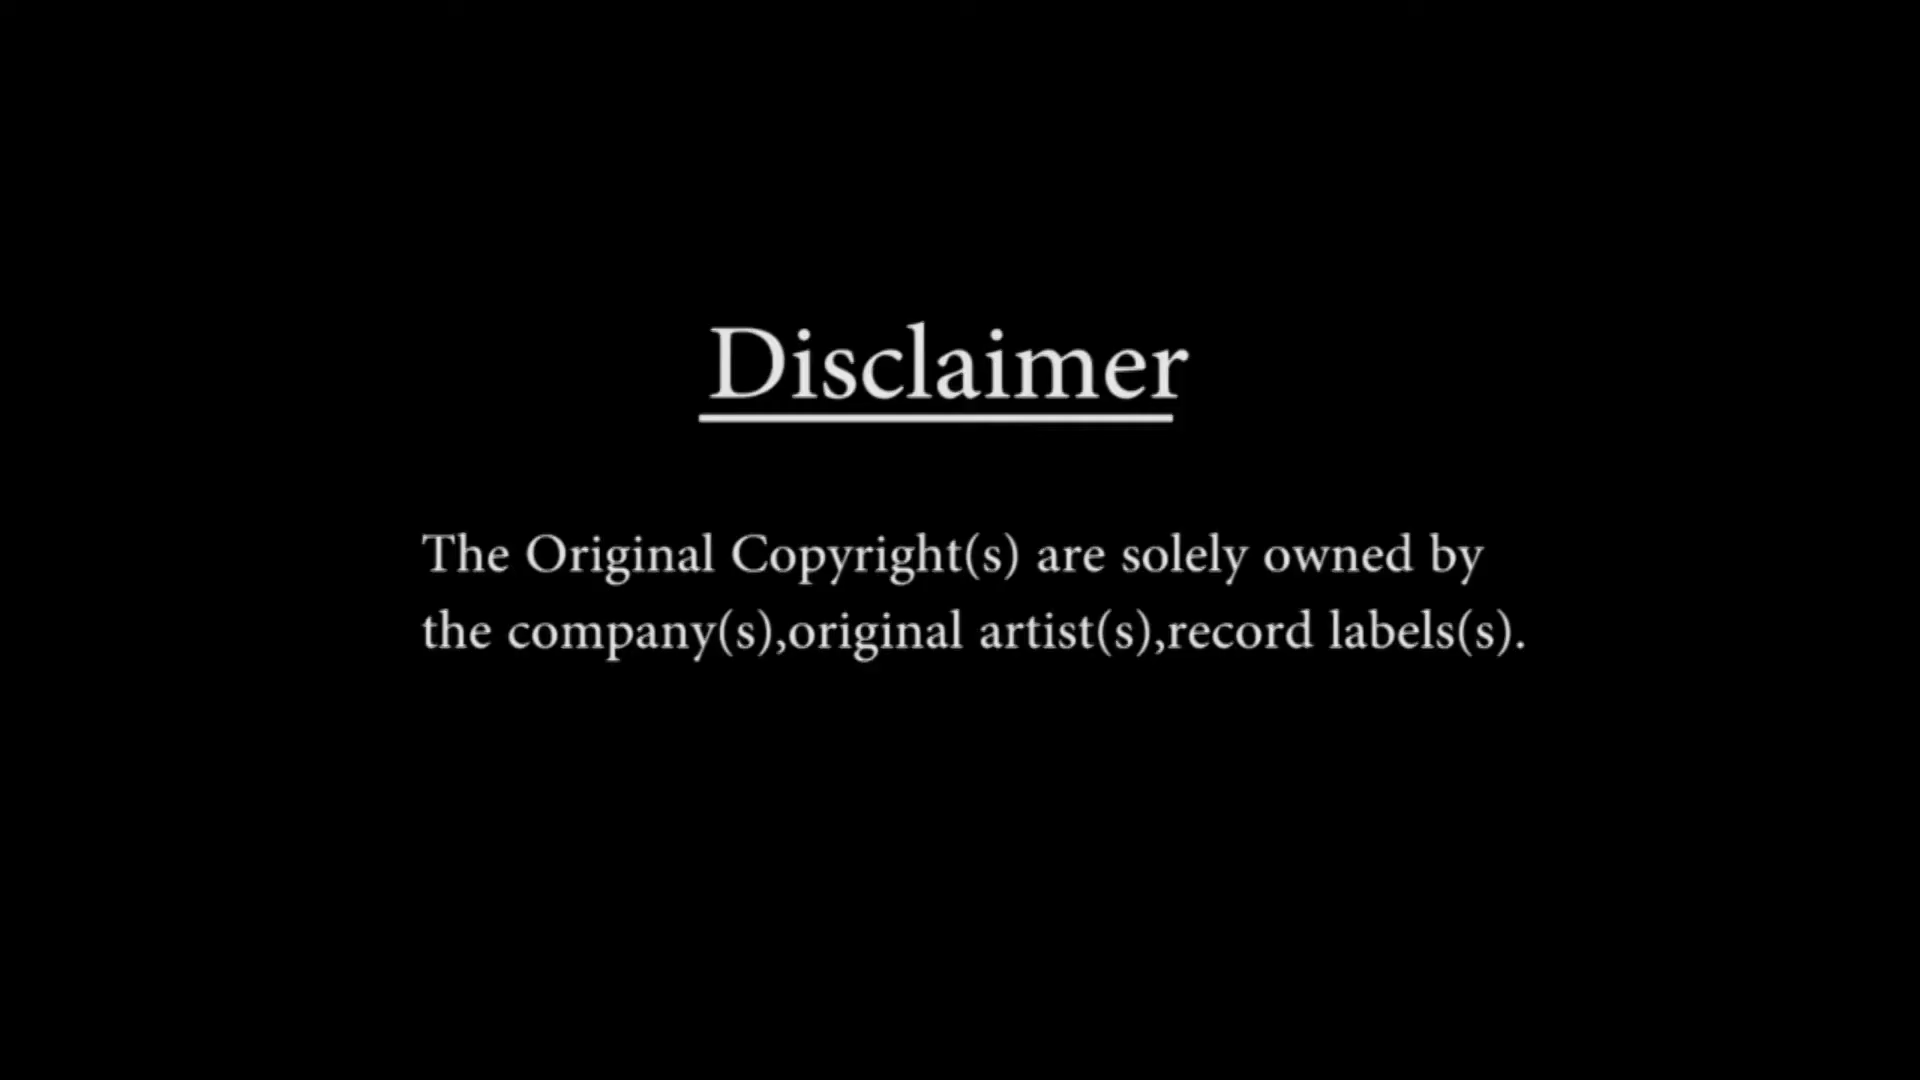 Disclaimer
The Original Copyright(s) are solely owned by
the company(s),original artist(s),record labels(s).